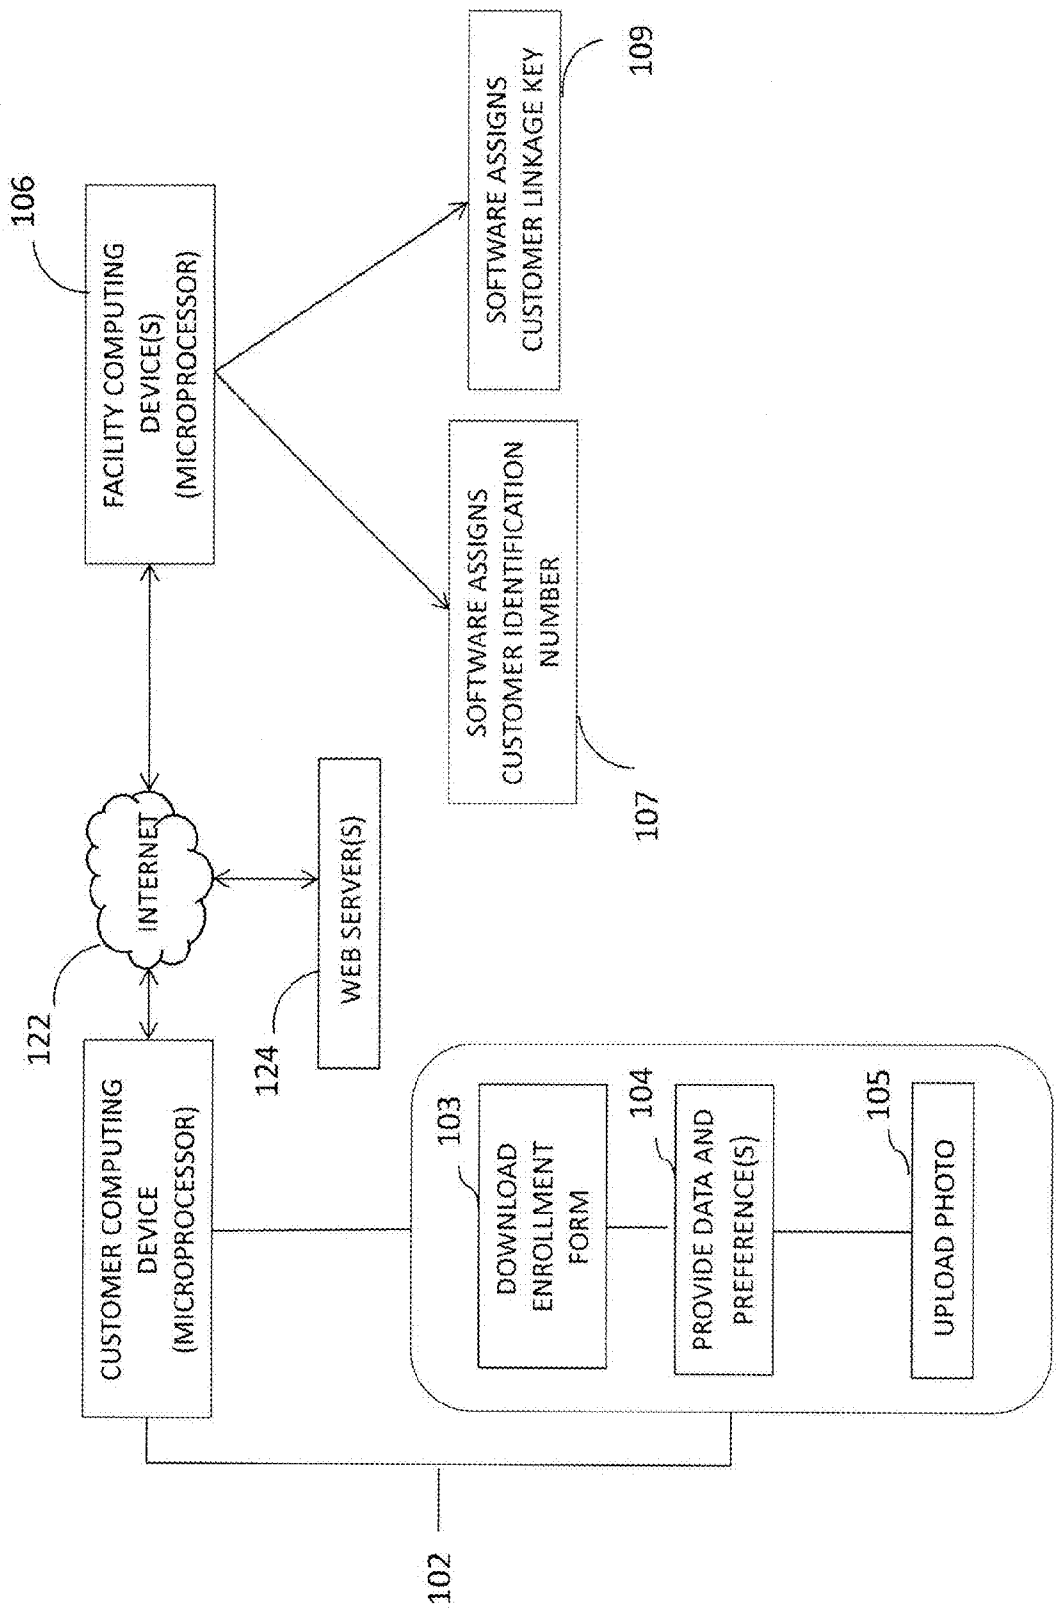 CUSTOMER COMPUTING
DEVICE
(MICROPROCESSOR)
122
INTERNET
FACILITY COMPUTING
DEVICE(S)
(MICROPROCESSOR)
106
124
WEB SERVER(S)
102
103
DOWNLOAD
ENROLLMENT
FORM
104
PROVIDE DATA AND
PREFERENCE(S)
105
UPLOAD PHOTO
SOFTWARE ASSIGNS
CUSTOMER IDENTIFICATION
NUMBER
107
SOFTWARE ASSIGNS
CUSTOMER LINKAGE KEY
109